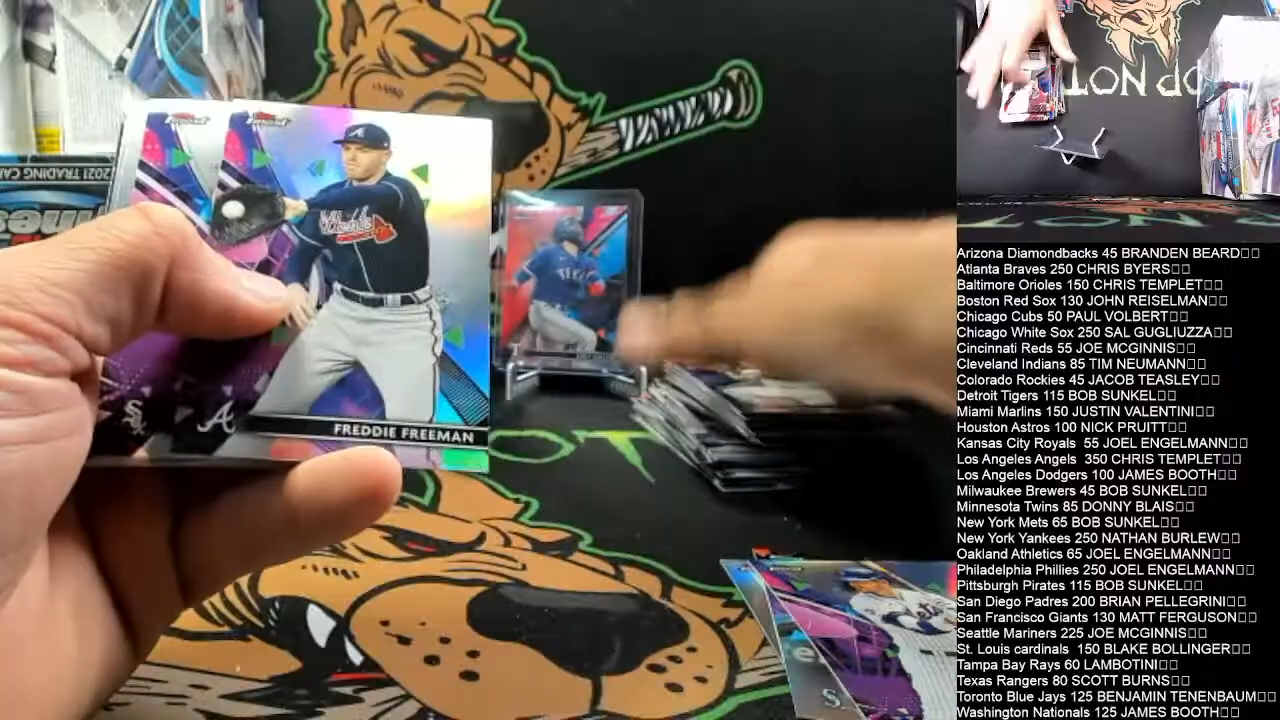 2021 TRADING CA
Finest
Finest
Braves
FREDDIE FREEMAN
TEXA
NOT
OP NOT
Arizona Diamondbacks 45 BRANDEN BEARD□□
Atlanta Braves 250 CHRIS BYERS□□
Baltimore Orioles 150 CHRIS TEMPLET□□
Boston Red Sox 130 JOHN REISELMAN□□
Chicago Cubs 50 PAUL VOLBERT□□
Chicago White Sox 250 SAL GUGLIUZZA□□
Cincinnati Reds 55 JOE MCGINNIS□□
Cleveland Indians 85 TIM NEUMANN□□
Colorado Rockies 45 JACOB TEASLEY□□
Detroit Tigers 115 BOB SUNKEL□□
Miami Marlins 150 JUSTIN VALENTINI□□
Houston Astros 100 NICK PRUITT□□
Kansas City Royals  55 JOEL ENGELMANN□□
Los Angeles Angels  350 CHRIS TEMPLET□□
Los Angeles Dodgers 100 JAMES BOOTH□□
Milwaukee Brewers 45 BOB SUNKEL□□
Minnesota Twins 85 DONNY BLAIS□□
New York Mets 65 BOB SUNKEL□□
New York Yankees 250 NATHAN BURLEW□□
Oakland Athletics 65 JOEL ENGELMANN□□
Philadelphia Phillies 250 JOEL ENGELMANN□□
Pittsburgh Pirates 115 BOB SUNKEL□□
San Diego Padres 200 BRIAN PELLEGRINI□□
San Francisco Giants 130 MATT FERGUSON□□
Seattle Mariners 225 JOE MCGINNIS□□
St. Louis cardinals  150 BLAKE BOLLINGER□□
Tampa Bay Rays 60 LAMBOTINI□□
Texas Rangers 80 SCOTT BURNS□□
Toronto Blue Jays 125 BENJAMIN TENENBAUM□□
Washington Nationals 125 JAMES BOOTH□□